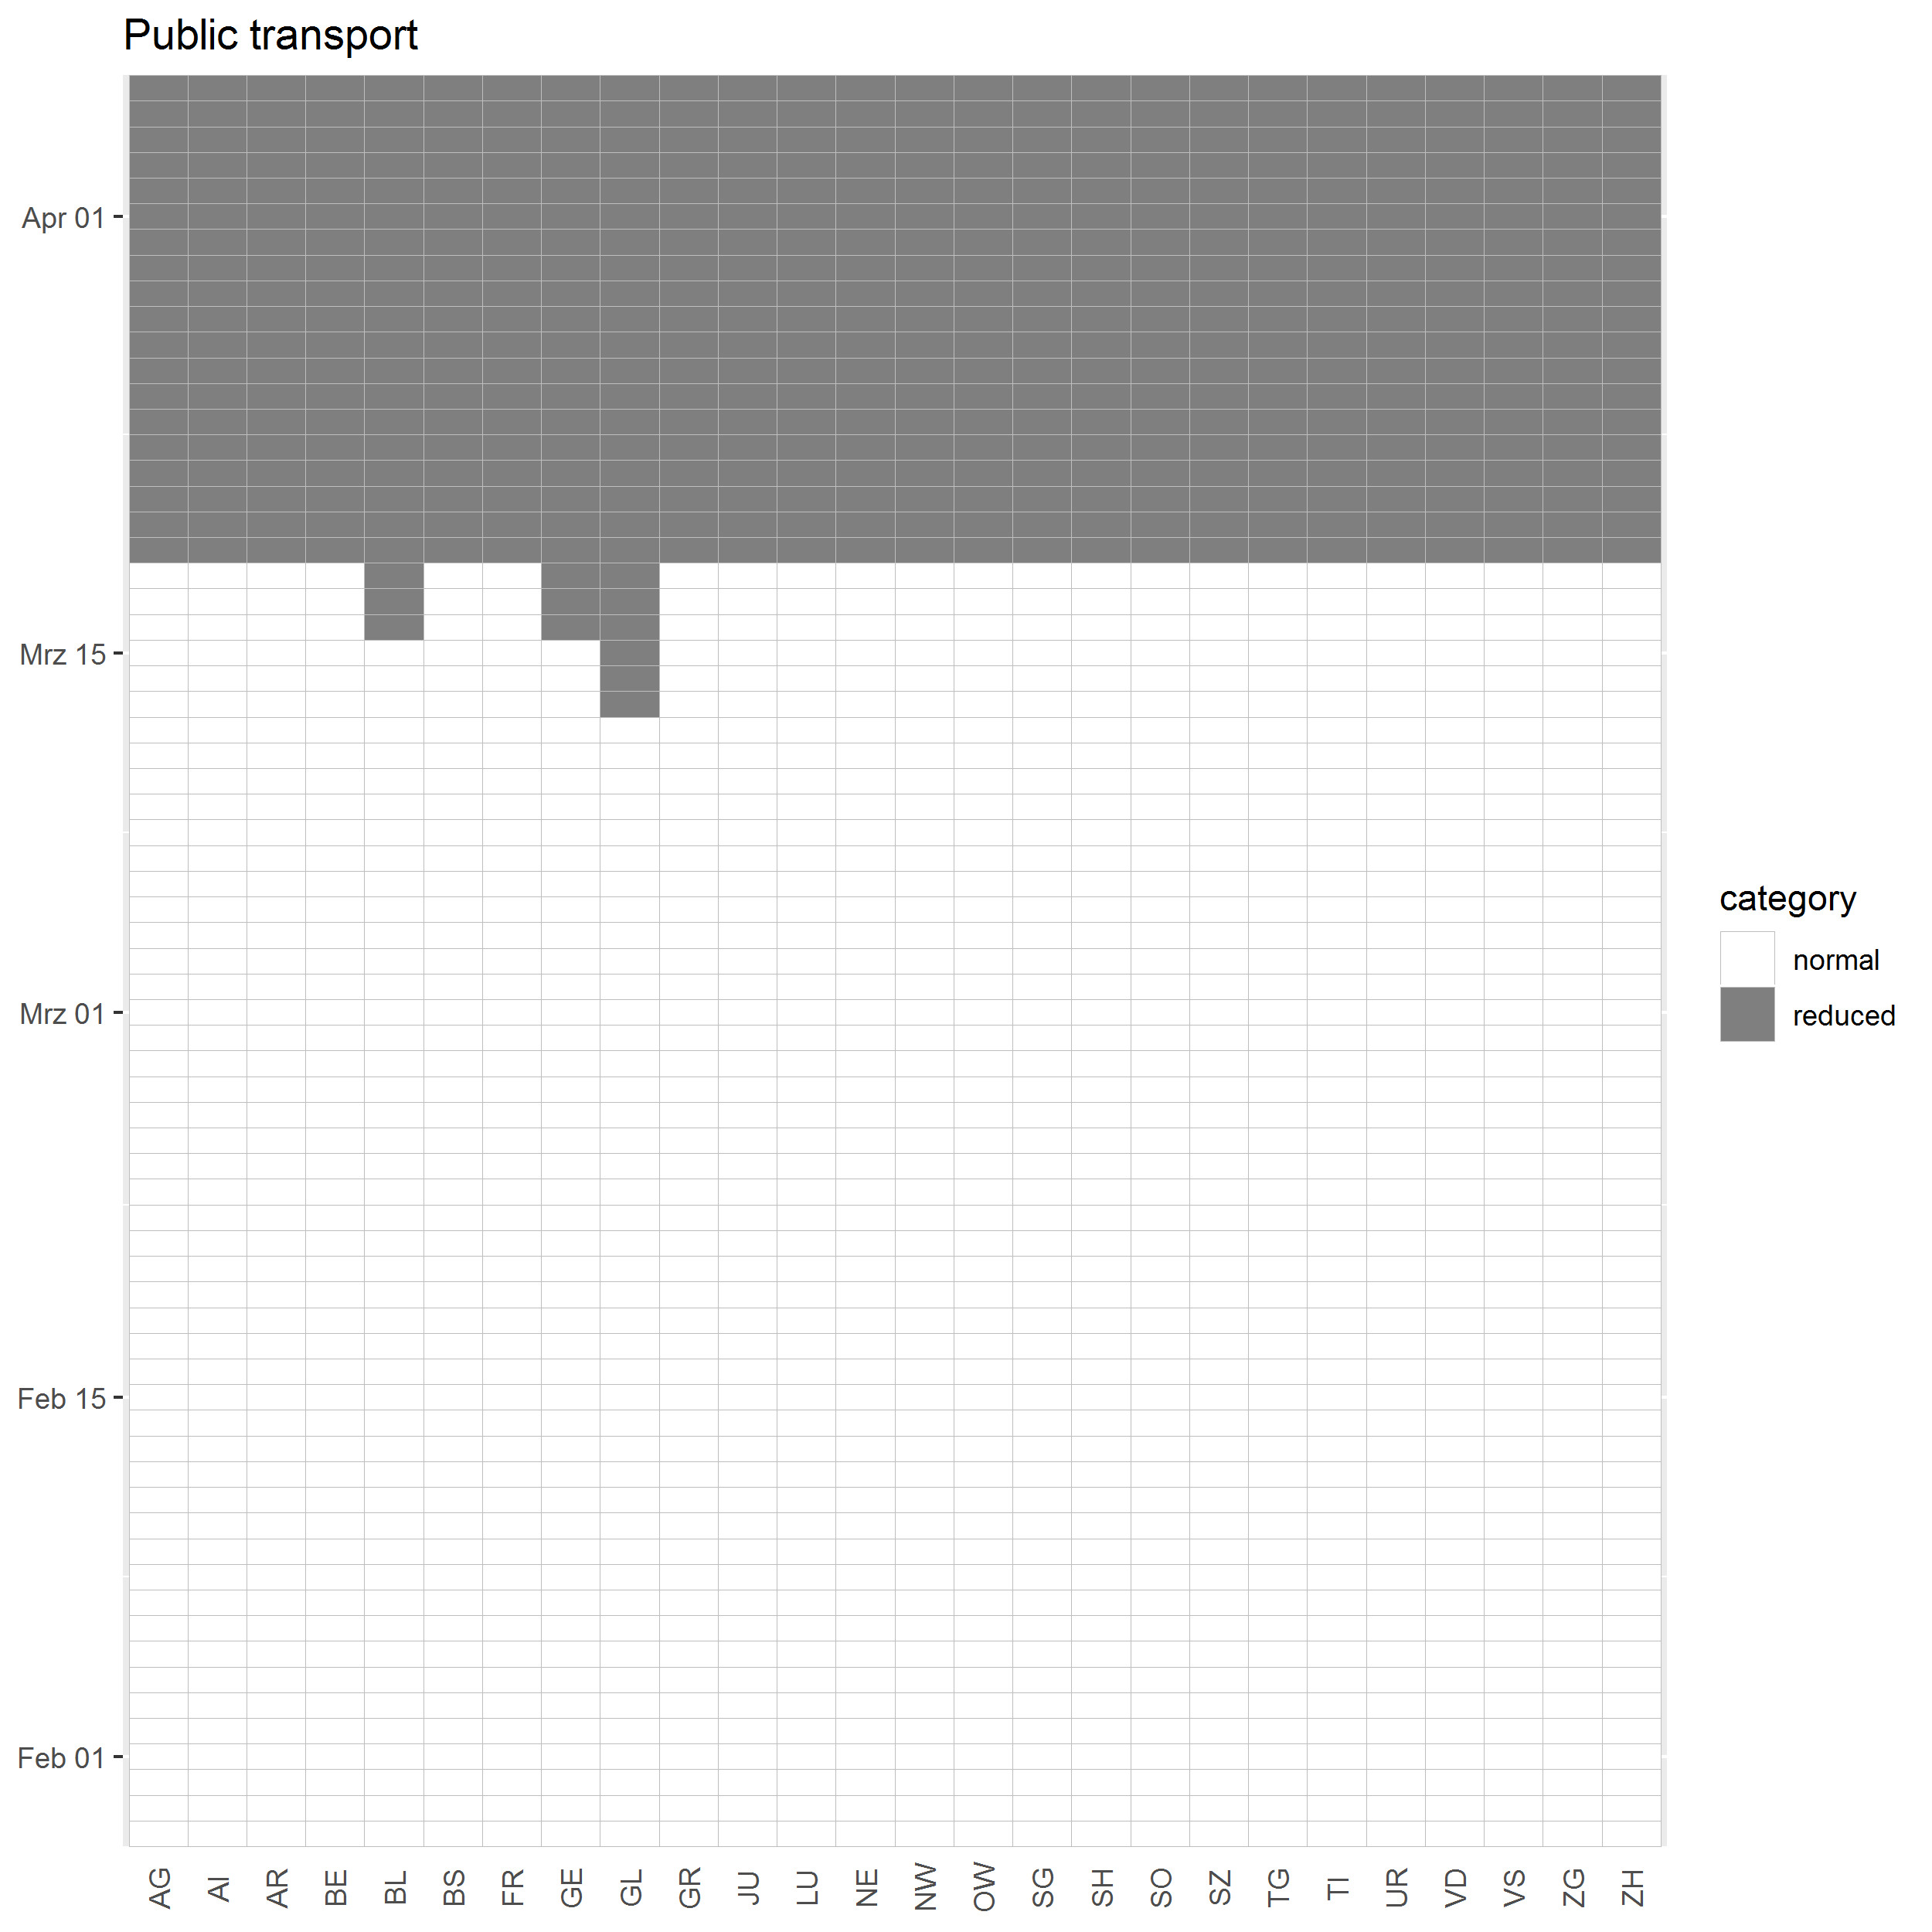 Public transport
Apr 01
Mrz 15
Mrz 01
Feb 15
Feb 01
category
normal
reduced
AG AI AR BE BL BS FR GE GL GR JU LU NE NW OW SG SH SO SZ TG TI UR VD VS ZG ZH